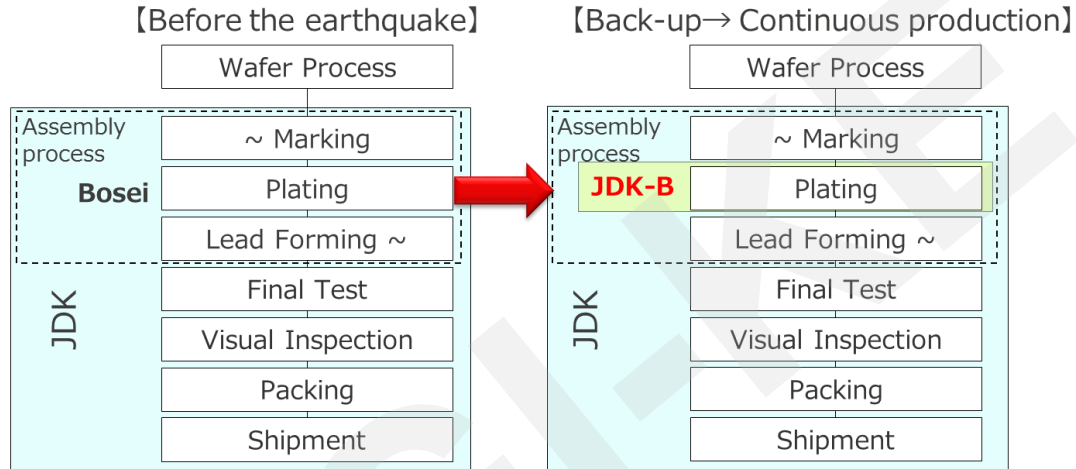 【Before the earthquake】
Wafer Process
Assembly
process
~ Marking
Bosei
Plating
Lead Forming ~
JDK
Final Test
Visual Inspection
Packing
Shipment
【Back-up→ Continuous production】
Wafer Process
Assembly
process
~ Marking
JDK-B
Plating
Lead Forming ~
JDK
Final Test
Visual Inspection
Packing
Shipment